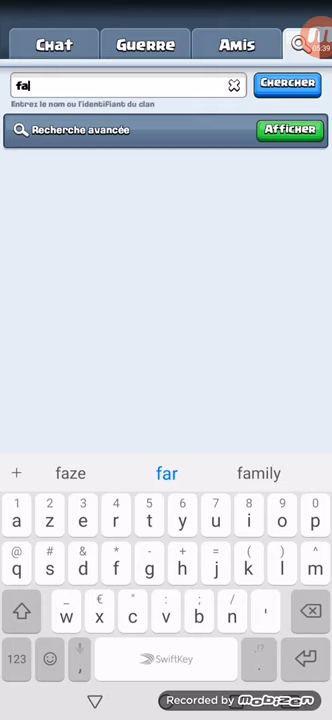 05:39
Chat Guerre Amis
fa
Chercher
Entrez le nom ou l'identifiant du clan
Recherche avancée
Afficher
+ faze far family
1 2 3 4 5 6 7 8 9 0
a z e r t y u i o p
@ # & * - + = ( ) !
q s d f g h j k l m
_ € " : ; /
w x c v b n '
123 , SwiftKey ,!? .
Recorded by Mobizen